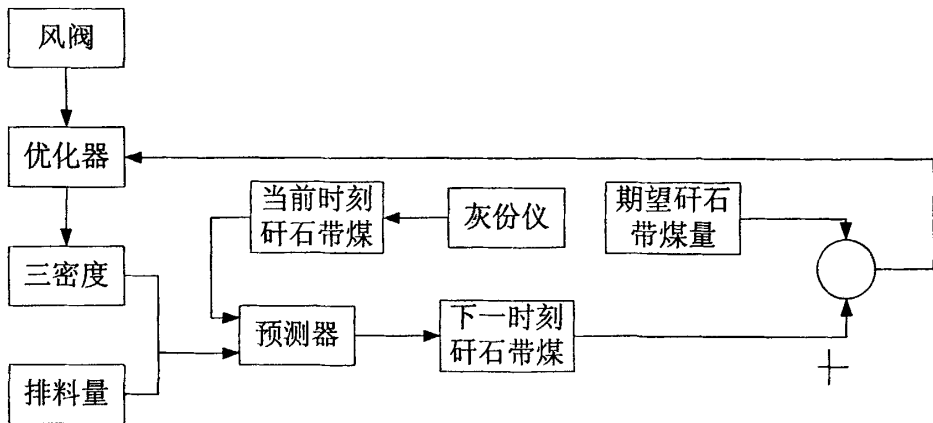 风阀
优化器
当前时刻
矸石带煤
灰份仪
期望矸石
带煤量
三密度
预测器
下一时刻
矸石带煤
排料量
+